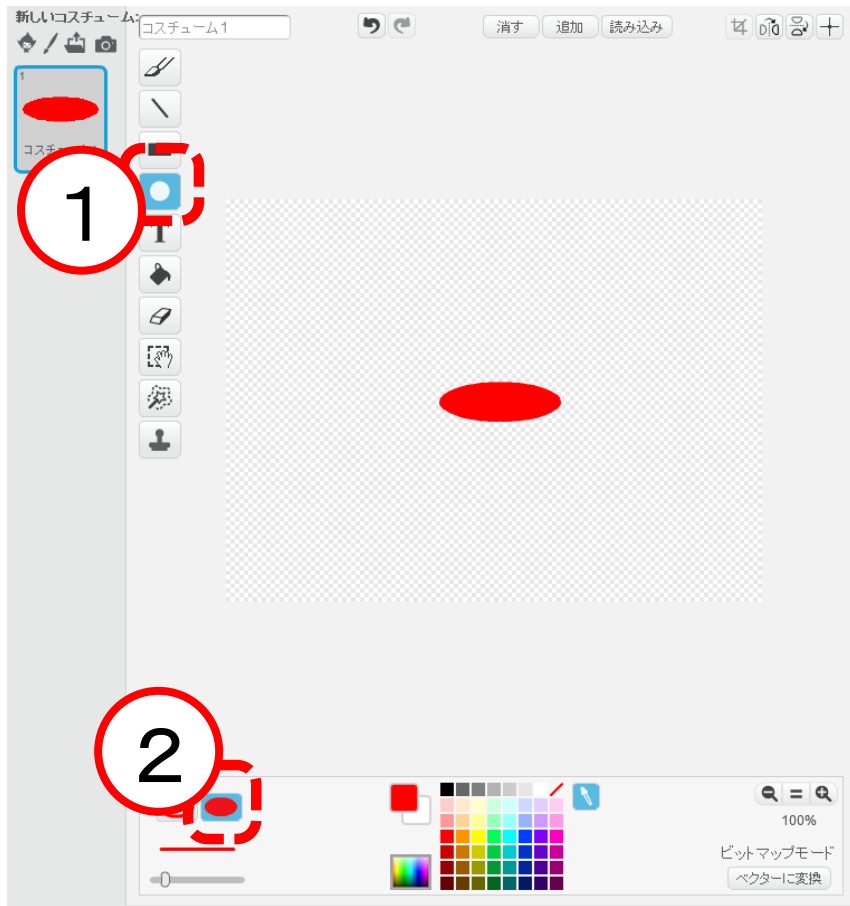 新しいコスチューム:
コスチューム1
消す
追加
読み込み
1
1
T
2
100%
ビットマップモード
ベクターに変換